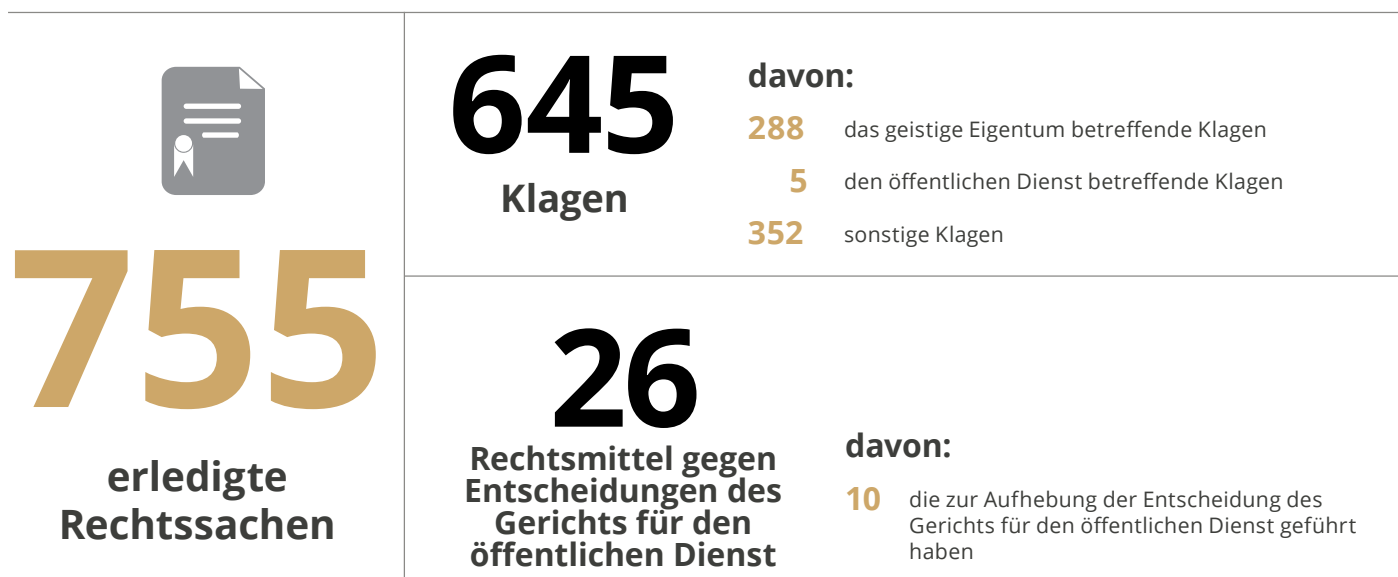 755
erledigte
Rechtssachen
645
Klagen
davon:
288 das geistige Eigentum betreffende Klagen
5 den öffentlichen Dienst betreffende Klagen
352 sonstige Klagen
26
Rechtsmittel gegen
Entscheidungen des
Gerichts für den
öffentlichen Dienst
davon:
10 die zur Aufhebung der Entscheidung des
Gerichts für den öffentlichen Dienst geführt
haben